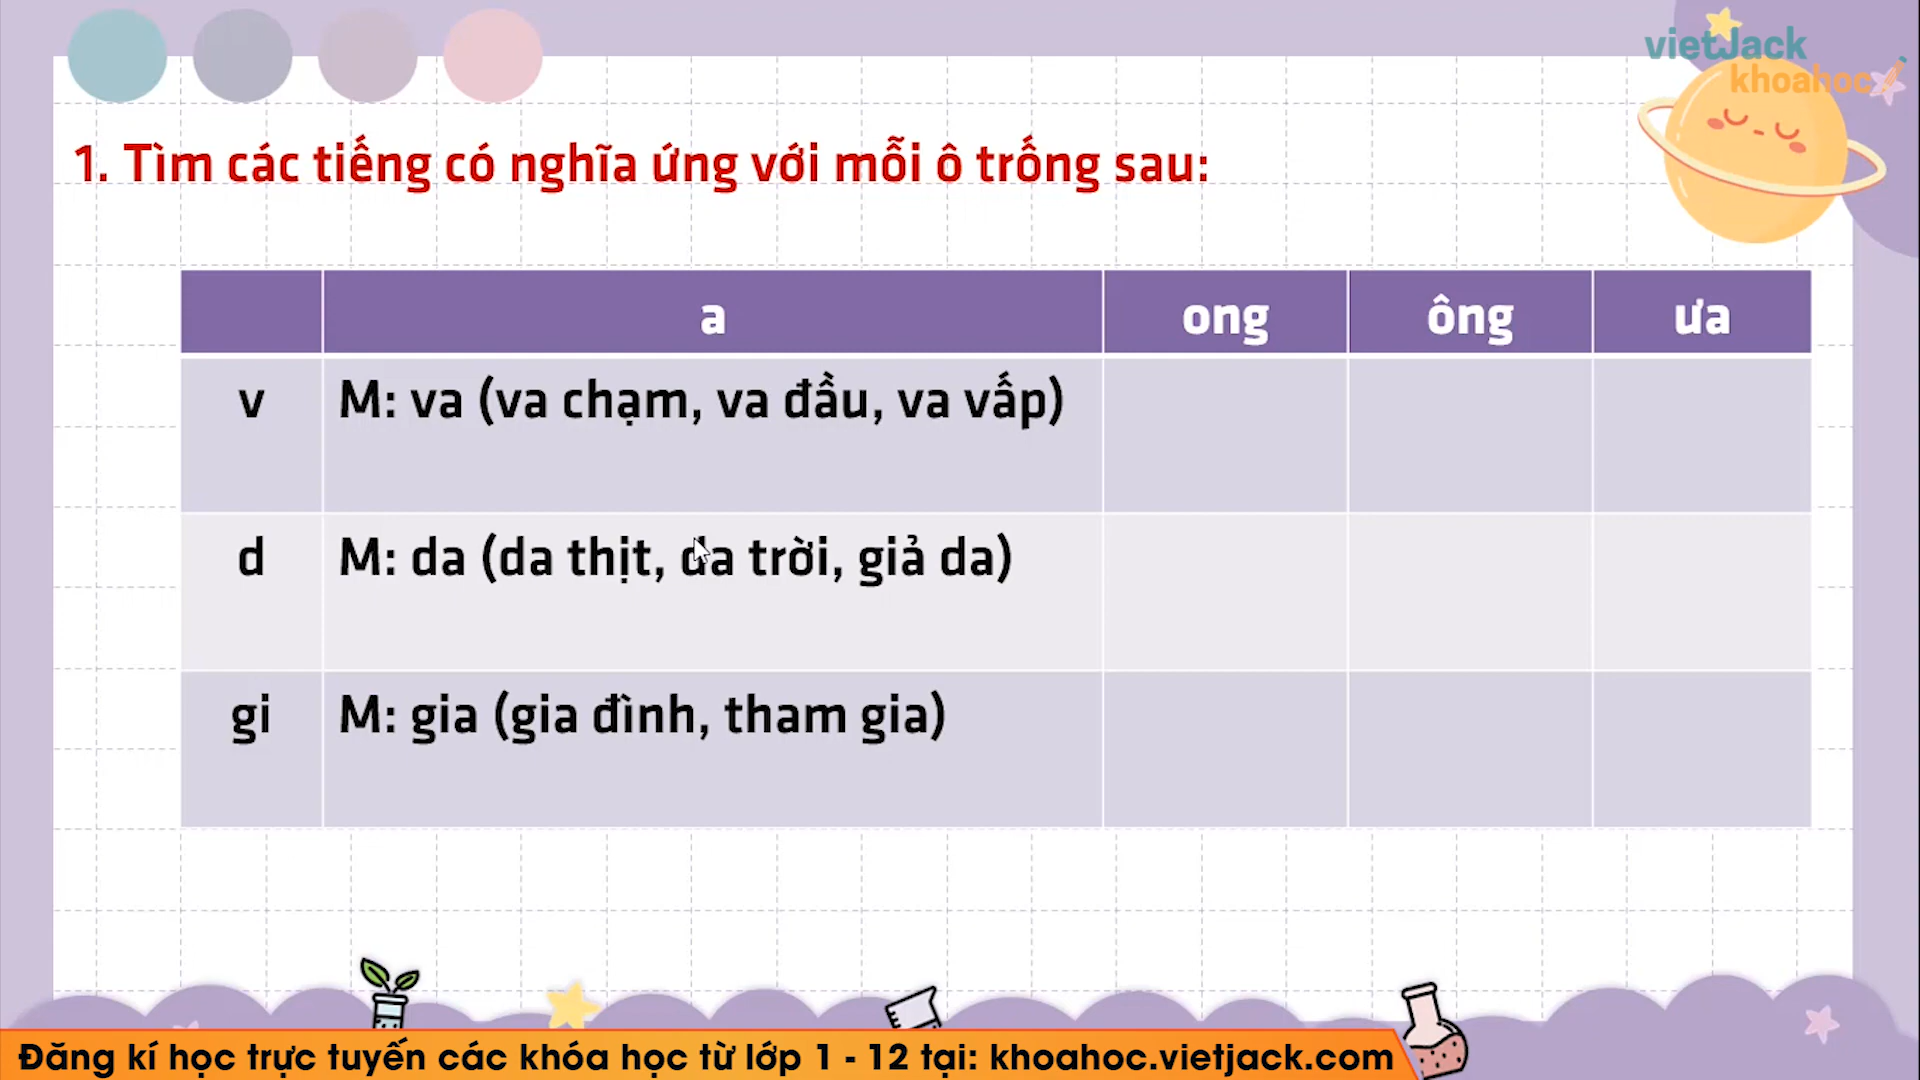 vietJack
khoahoc
1. Tìm các tiếng có nghĩa ứng với mỗi ô trống sau:
a ong ông ưa
v M: va (va chạm, va đầu, va vấp)
d M: da (da thịt, da trời, giả da)
gi M: gia (gia đình, tham gia)
Đăng kí học trực tuyến các khóa học từ lớp 1 - 12 tại: khoahoc.vietjack.com